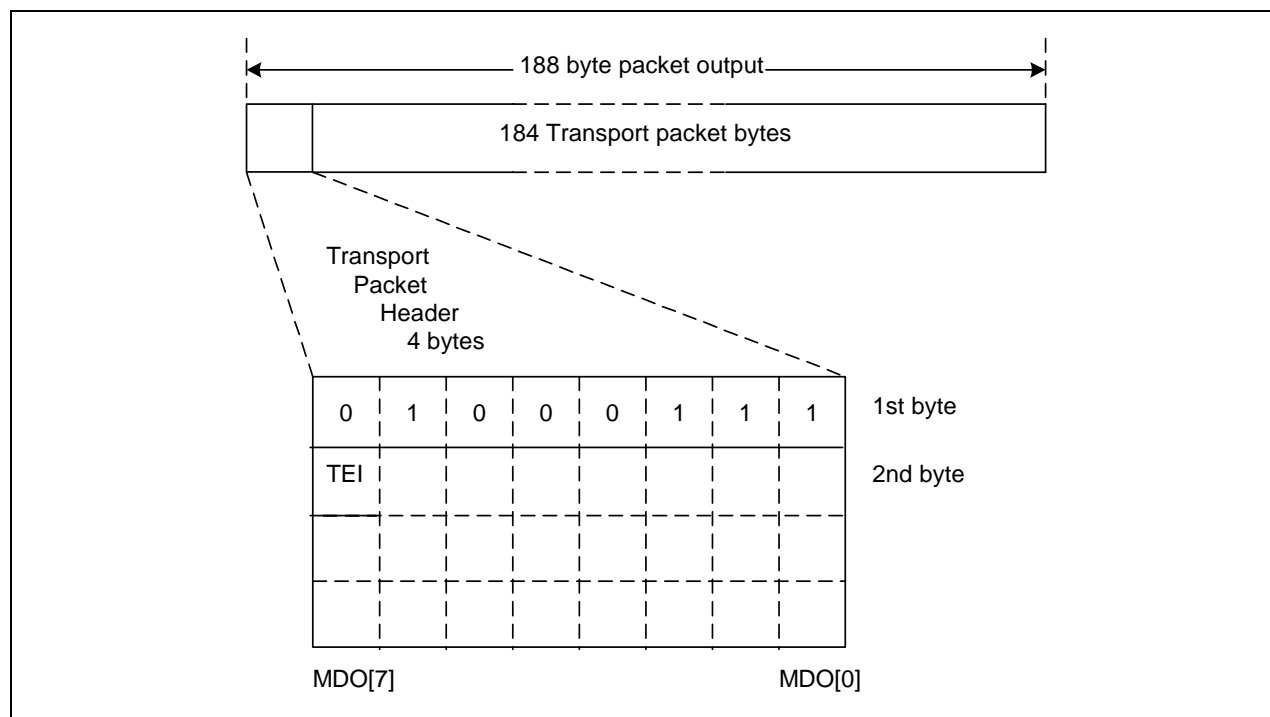 188 byte packet output
184 Transport packet bytes
Transport
Packet
Header
4 bytes
0 1 0 0 0 1 1 1 1st byte
TEI 2nd byte
MDO[7] MDO[0]